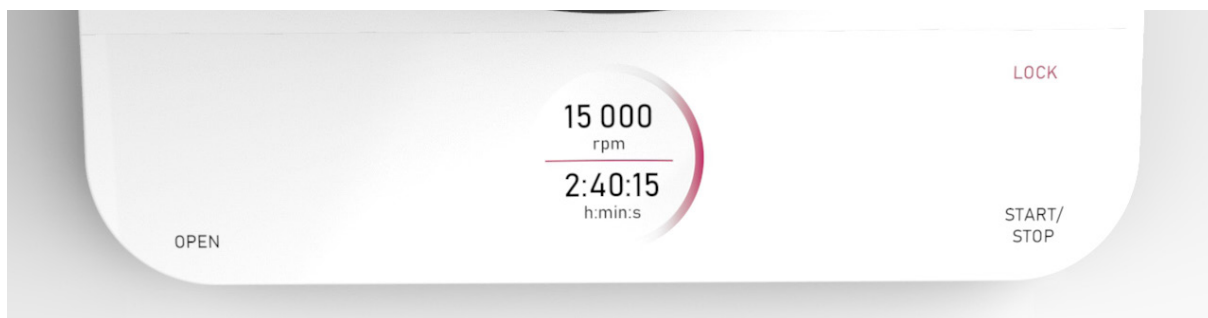 LOCK
15 000
rpm
2:40:15
h:min:s
OPEN
START/
STOP